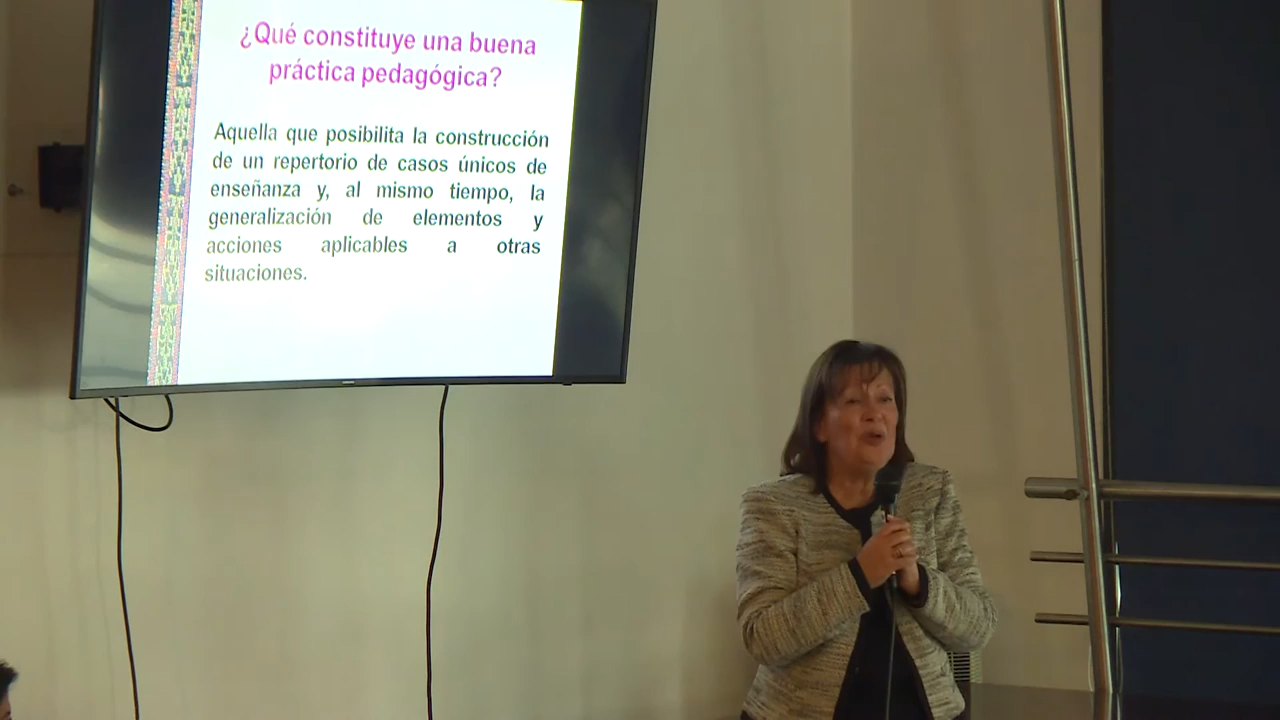 ¿Qué constituye una buena
práctica pedagógica?
Aquella que posibilita la construcción
de un repertorio de casos únicos de
enseñanza y, al mismo tiempo, la
generalización de elementos y
acciones aplicables a otras
situaciones.